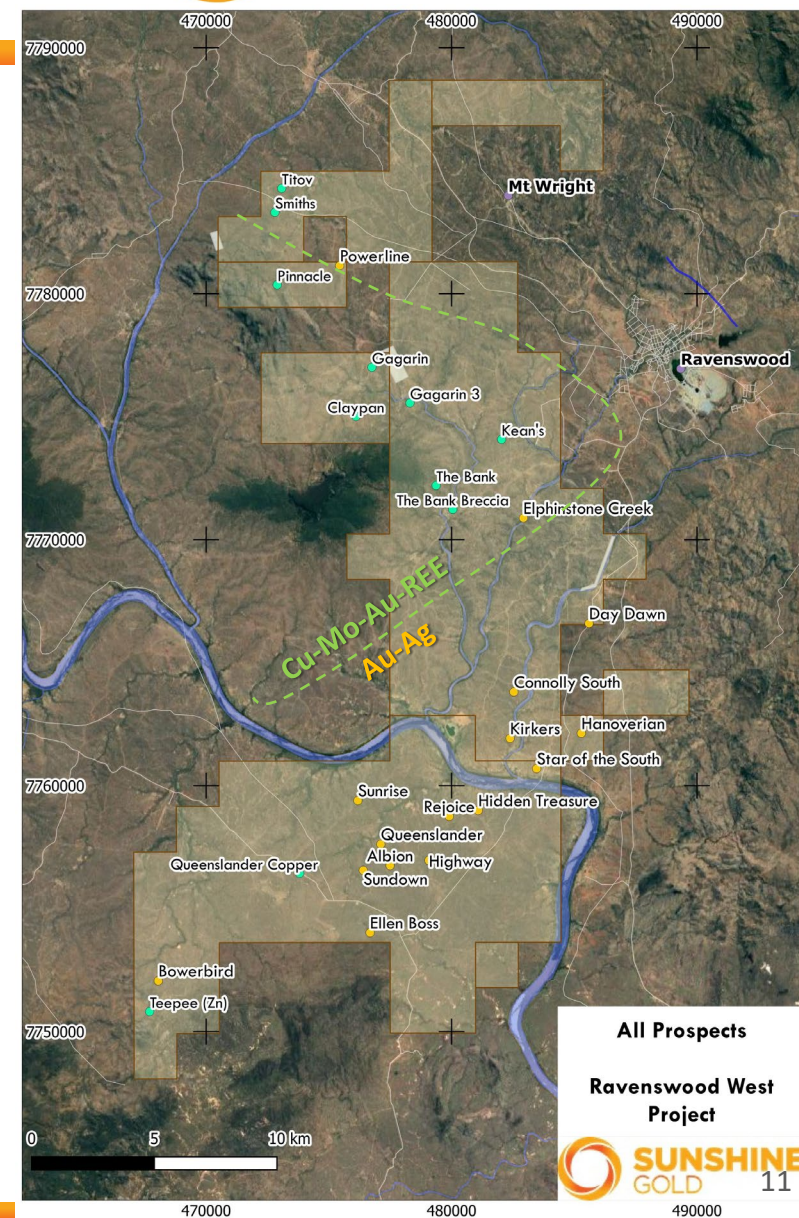 470000
480000
490000
7790000
Titov
Mt Wright
Smiths
Powerline
Pinnacle
7780000
Gagarin
Ravenswood
Gagarin 3
Claypan
Kean's
The Bank
The Bank Breccia
Elphinstone Creek
7770000
Cu-Mo-Au-REE
Au-Ag
Day Dawn
Connolly South
Kirkers
Hanoverian
Star of the South
7760000
Sunrise
Rejoice
Hidden Treasure
Queenslander
Albion
Highway
Queenslander Copper
Sundown
Ellen Boss
Bowerbird
Teepee (Zn)
7750000
All Prospects
Ravenswood West
Project
0
5
10 km
SUNSHINE
GOLD
11
470000
480000
490000